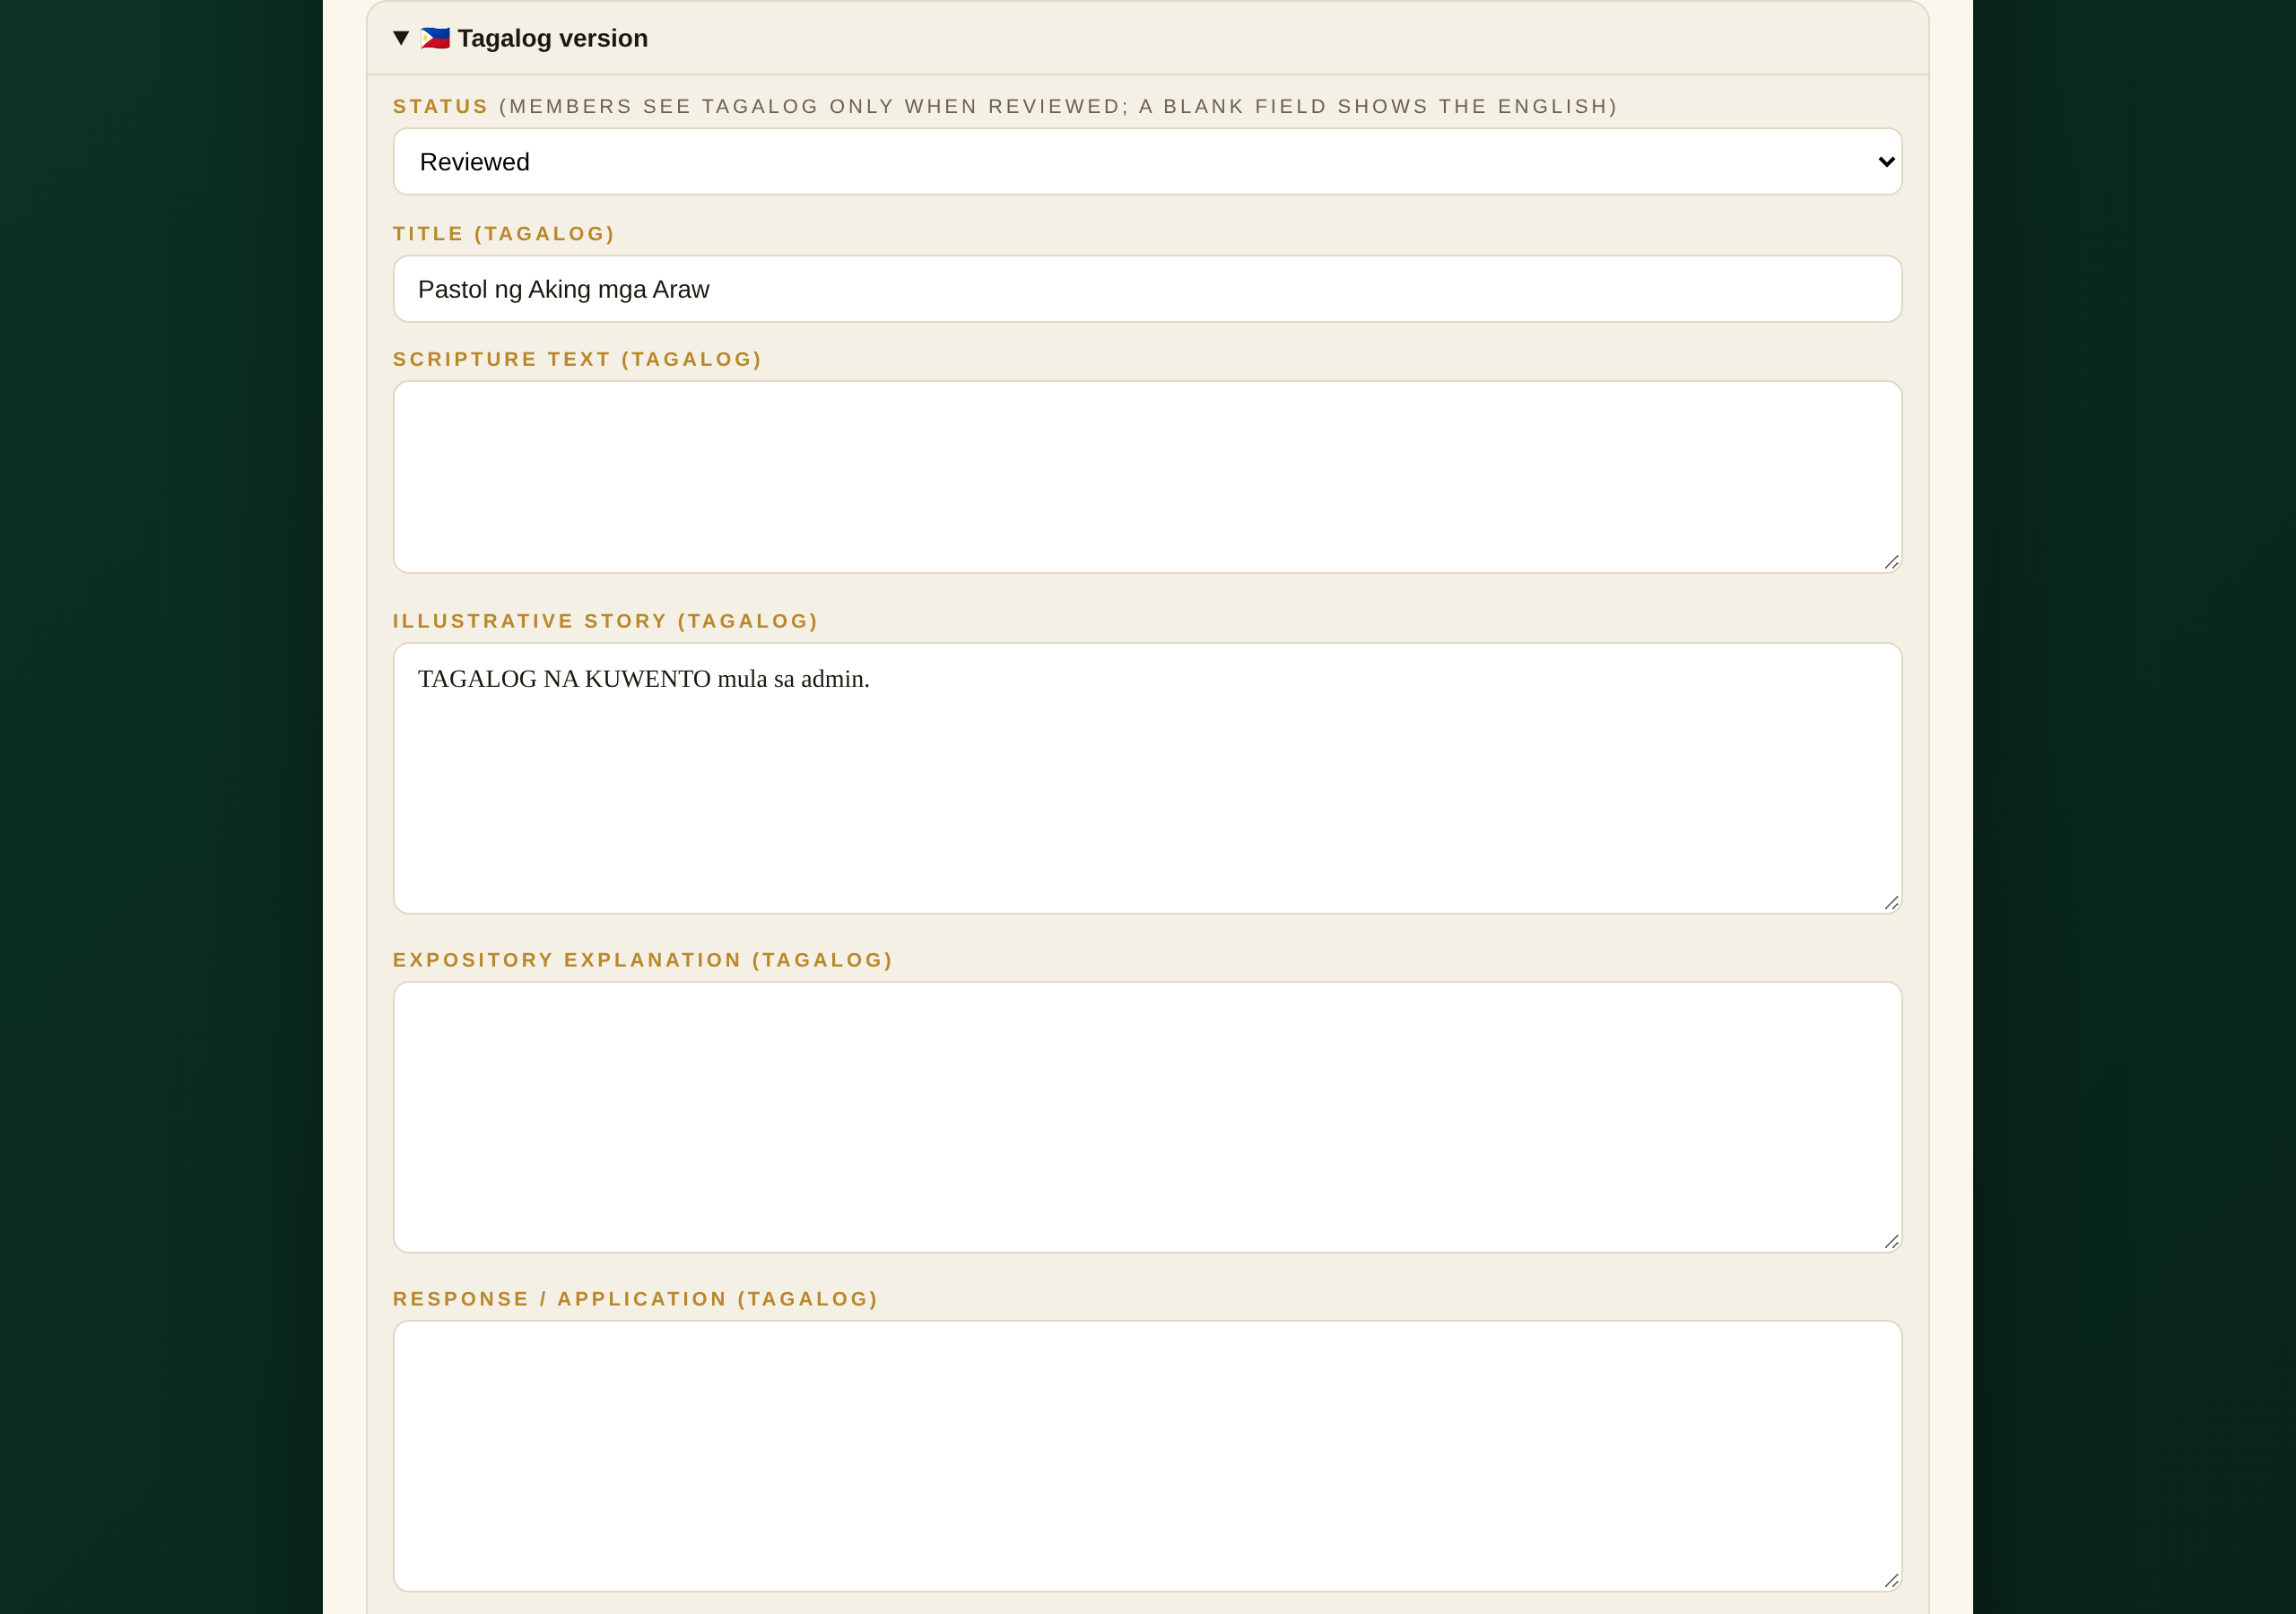 Tagalog version
STATUS (MEMBERS SEE TAGALOG ONLY WHEN REVIEWED; A BLANK FIELD SHOWS THE ENGLISH)
Reviewed
TITLE (TAGALOG)
Pastol ng Aking mga Araw
SCRIPTURE TEXT (TAGALOG)
ILLUSTRATIVE STORY (TAGALOG)
TAGALOG NA KUWENTO mula sa admin.
EXPOSITORY EXPLANATION (TAGALOG)
RESPONSE / APPLICATION (TAGALOG)